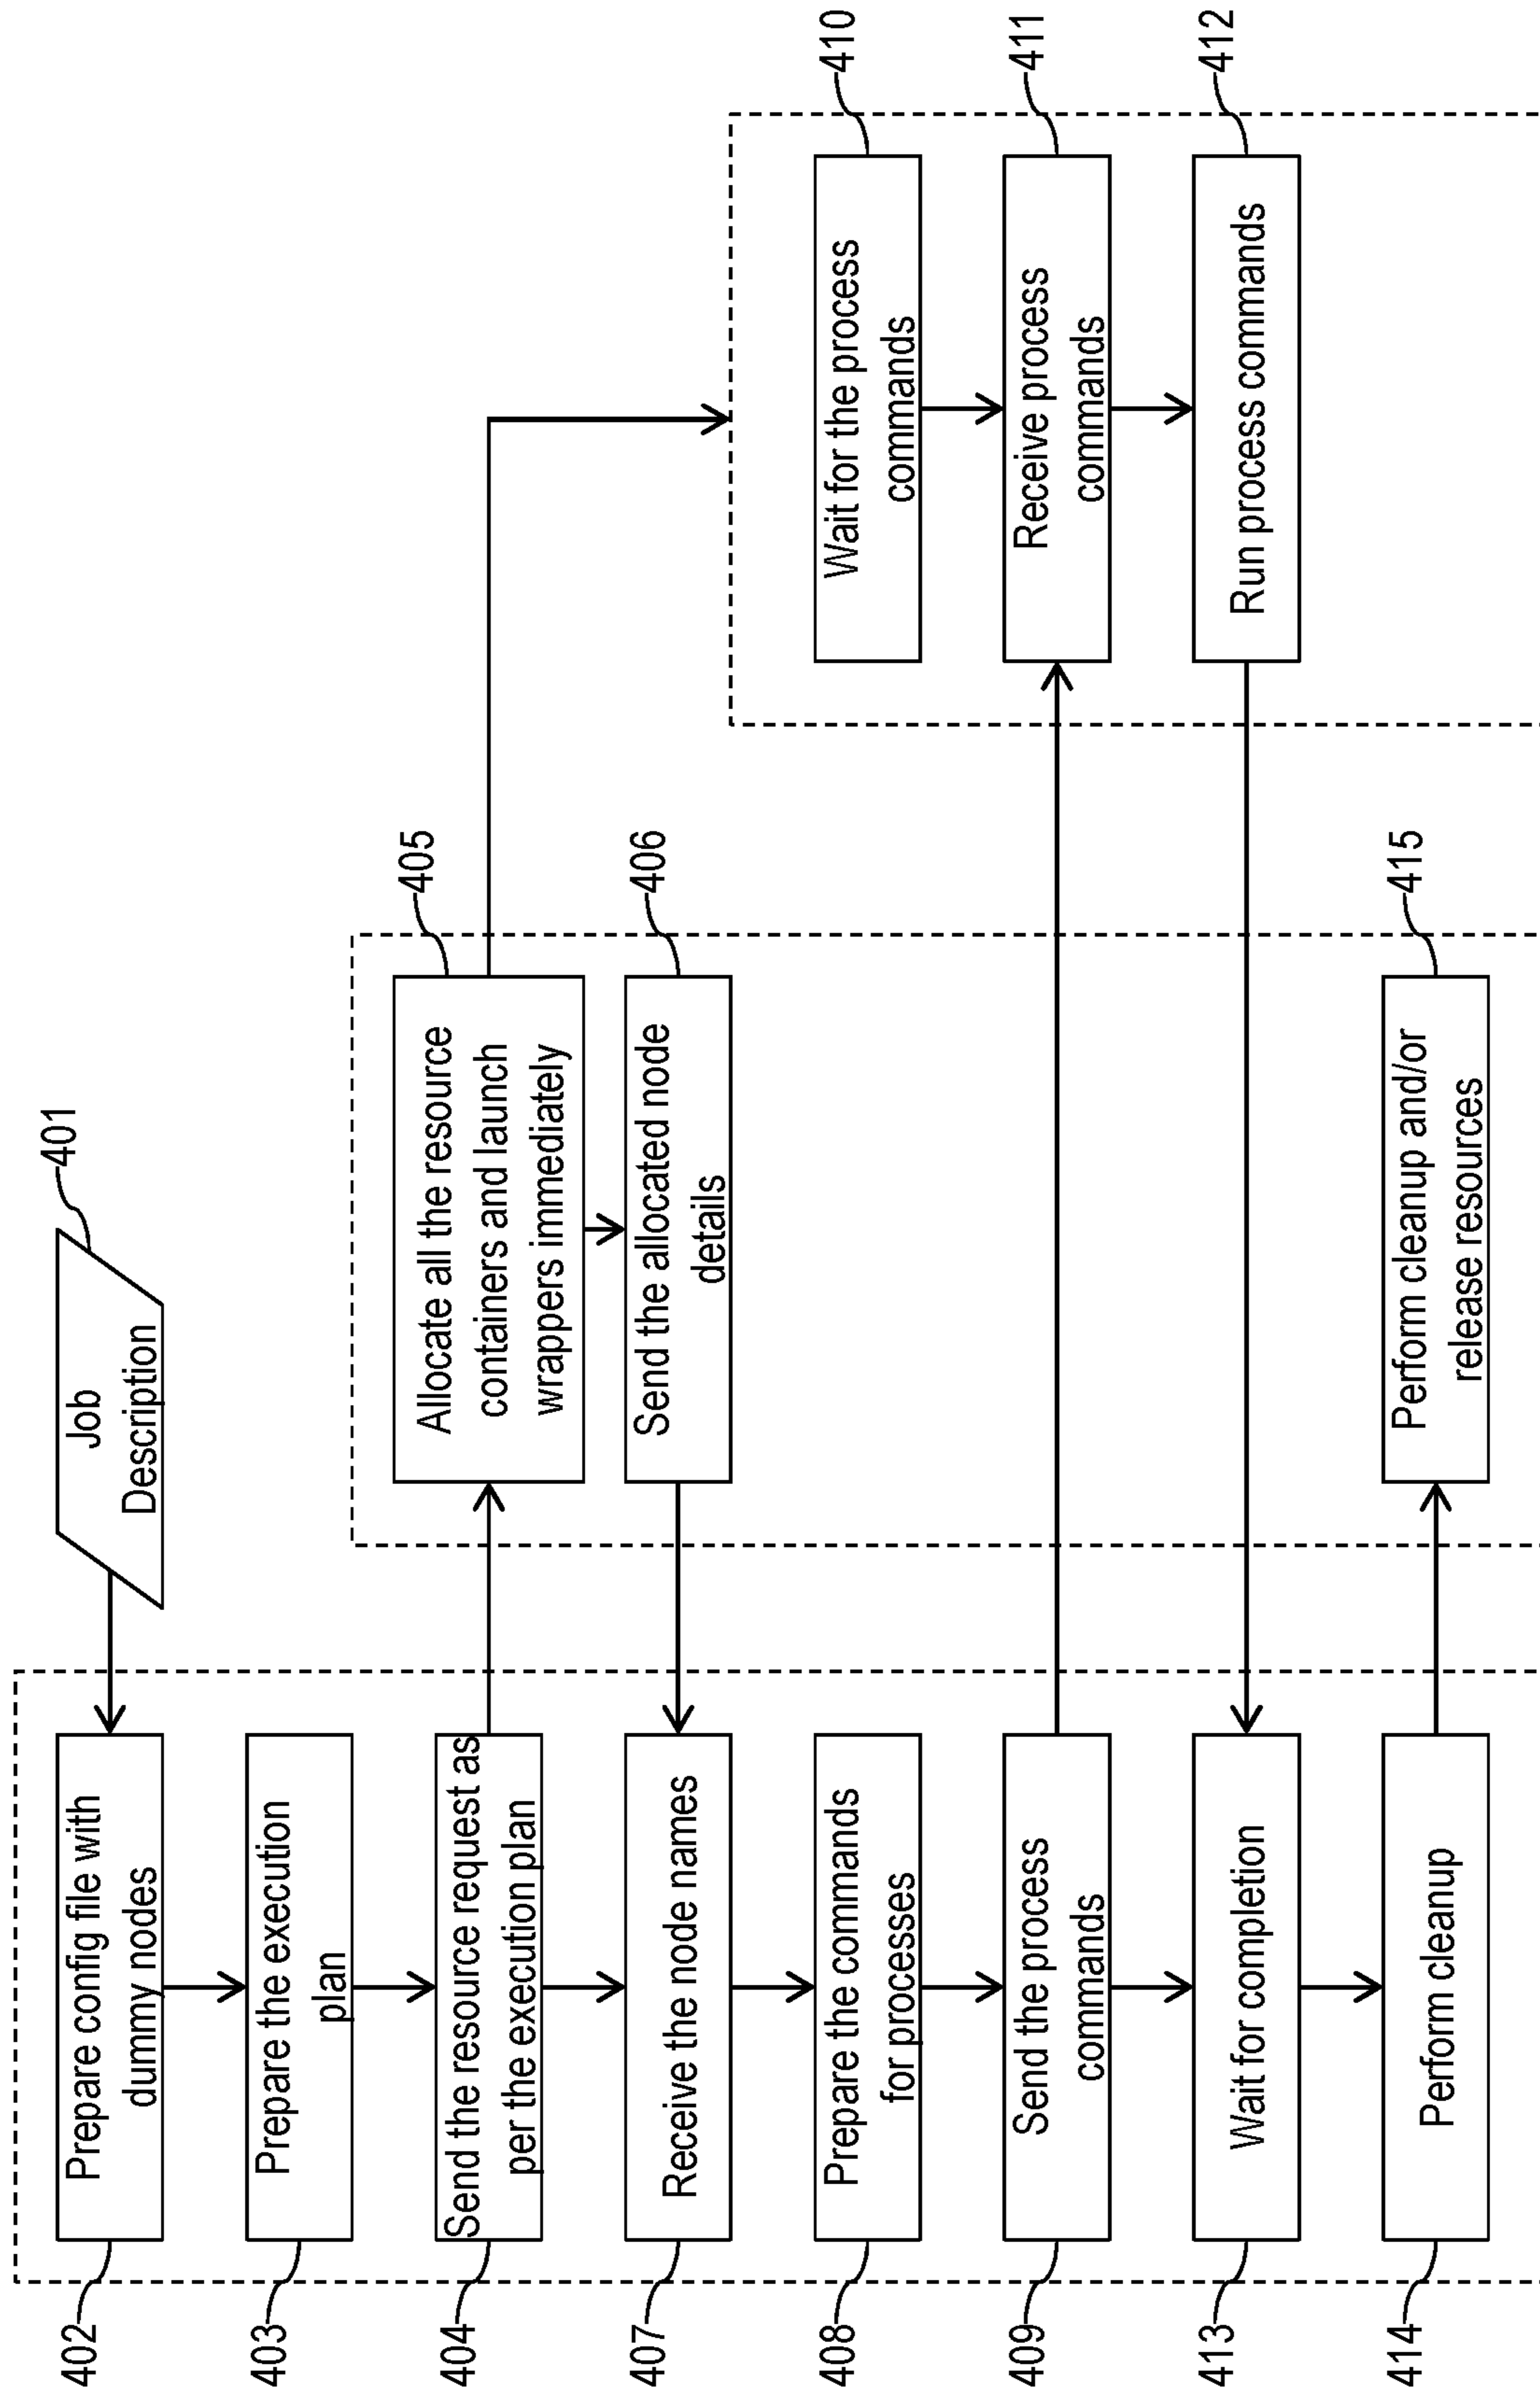 401
Job
Description
402
Prepare config file with
dummy nodes
403
Prepare the execution
plan
404
Send the resource request as
per the execution plan
405
Allocate all the resource
containers and launch
wrappers immediately
406
Send the allocated node
details
407
Receive the node names
408
Prepare the commands
for processes
409
Send the process
commands
410
Wait for the process
commands
411
Receive process
commands
412
Run process commands
413
Wait for completion
414
Perform cleanup
415
Perform cleanup and/or
release resources